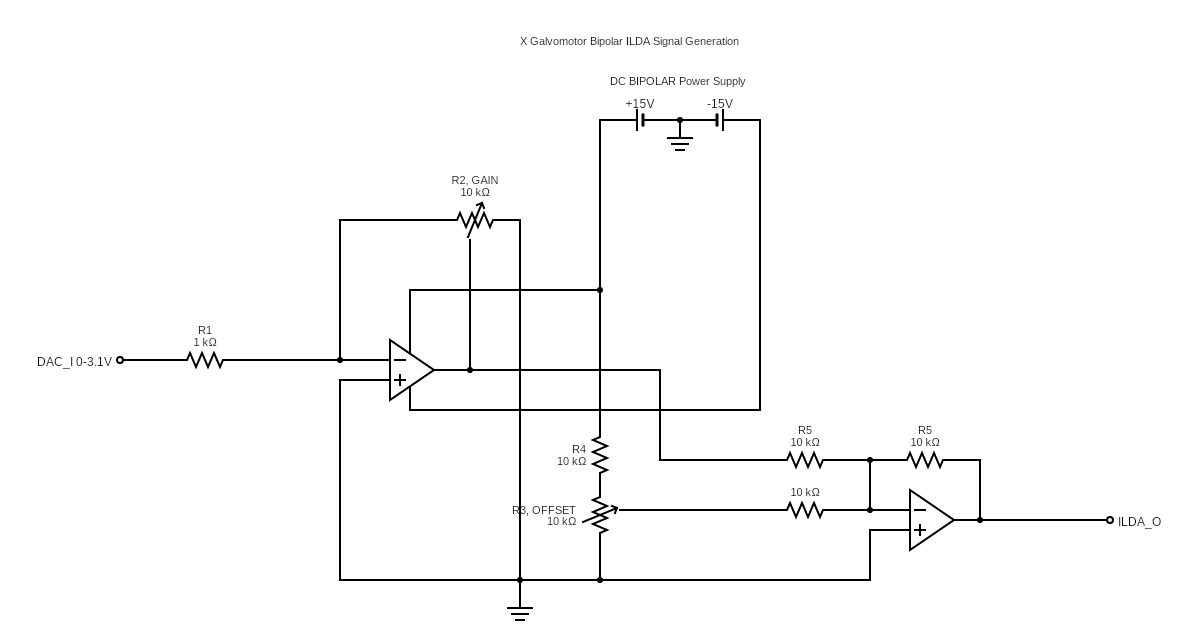 X Galvomotor Bipolar ILDA Signal Generation
DC BIPOLAR Power Supply
+15V
-15V
R2, GAIN
10 kΩ
R1
1 kΩ
DAC_I 0-3.1V
R4
10 kΩ
R3, OFFSET
10 kΩ
R5
10 kΩ
R5
10 kΩ
10 kΩ
ILDA_O